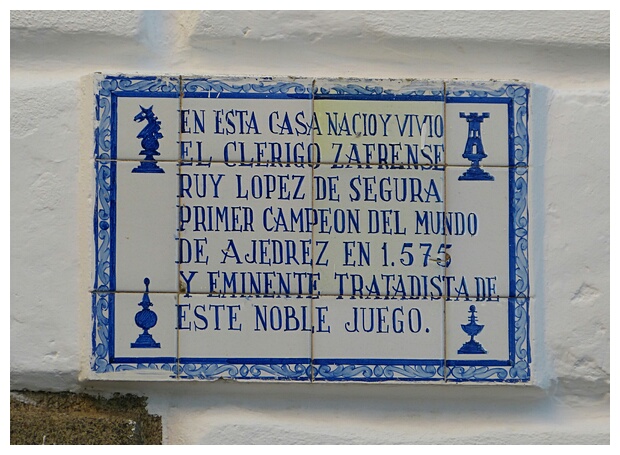 EN ESTA CASA NACIO Y VIVIO
EL CLERIGO ZAFRENSE
RUY LOPEZ DE SEGURA
PRIMER CAMPEON DEL MUNDO
DE AJEDREZ EN 1.575
Y EMINENTE TRATADISTA DE
ESTE NOBLE JUEGO.